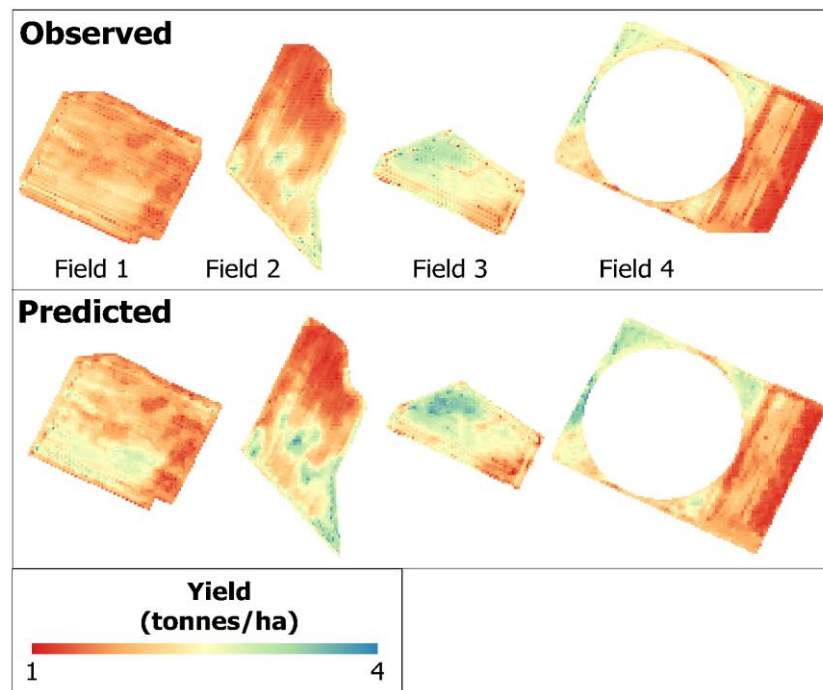 Observed
Field 1 Field 2 Field 3 Field 4
Predicted
Yield
(tonnes/ha)
1 4